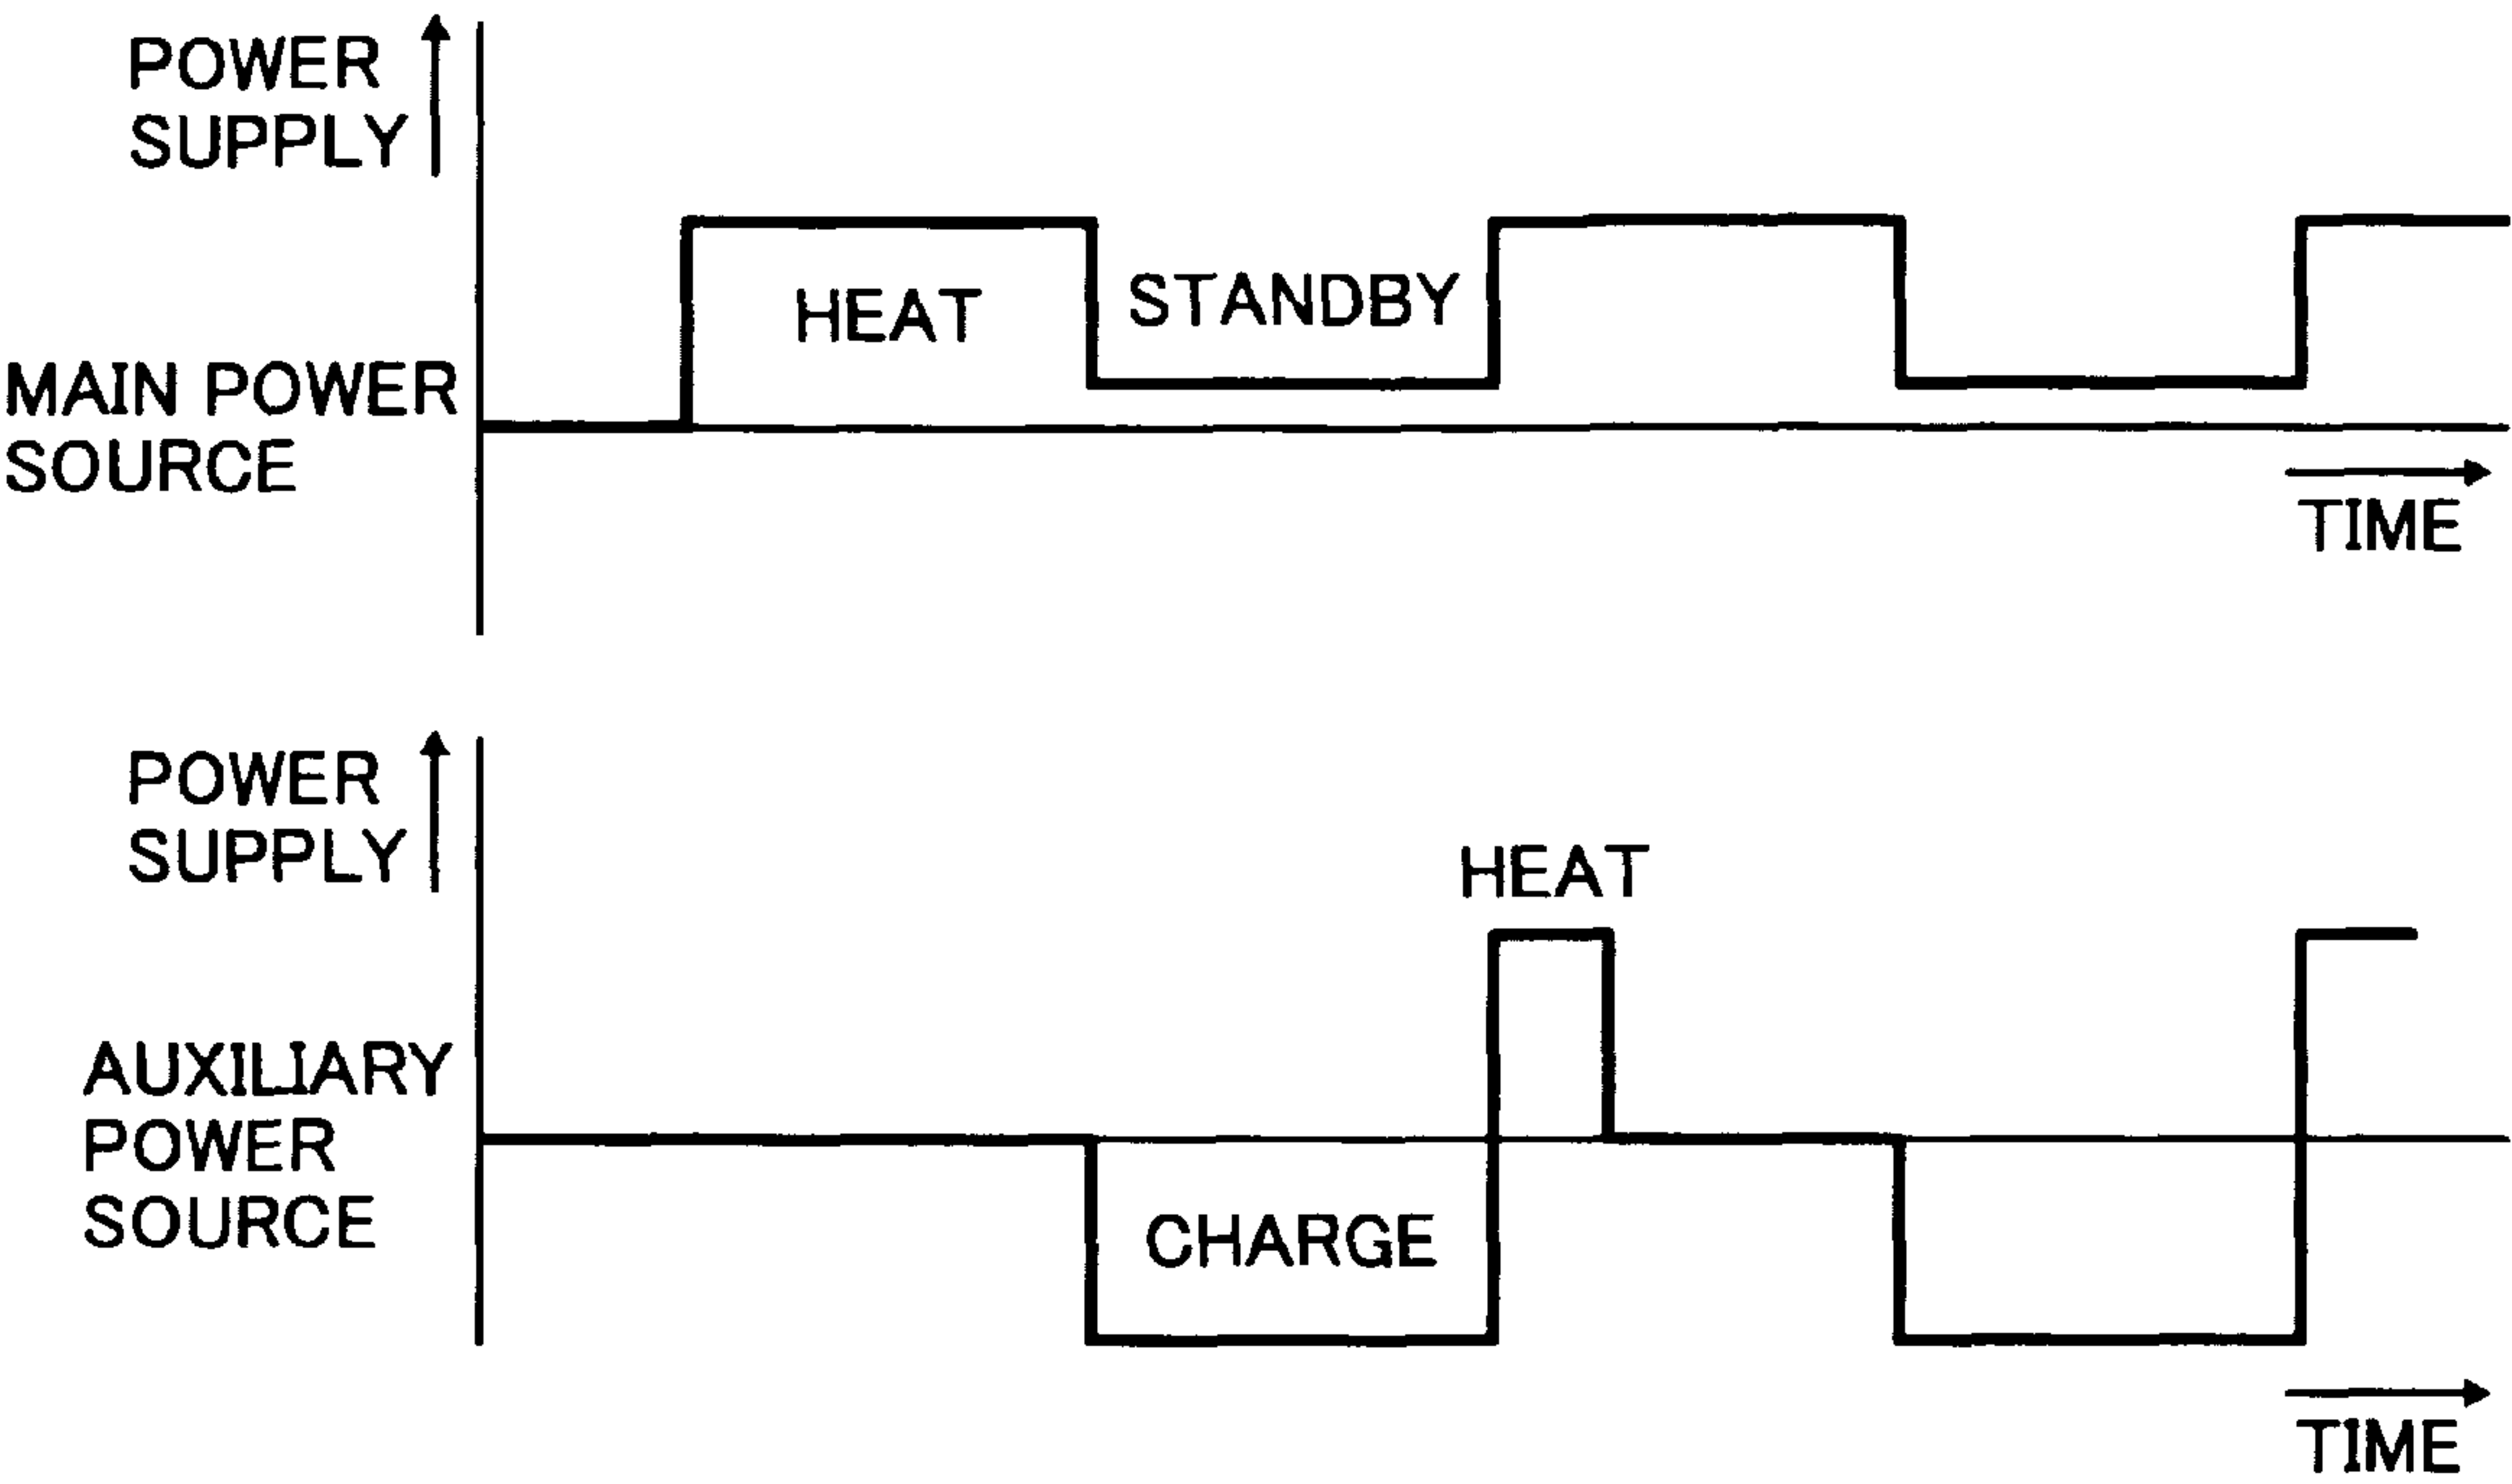 POWER
SUPPLY
HEAT
STANDBY
MAIN POWER
SOURCE
TIME
POWER
SUPPLY
HEAT
AUXILIARY
POWER
SOURCE
CHARGE
TIME